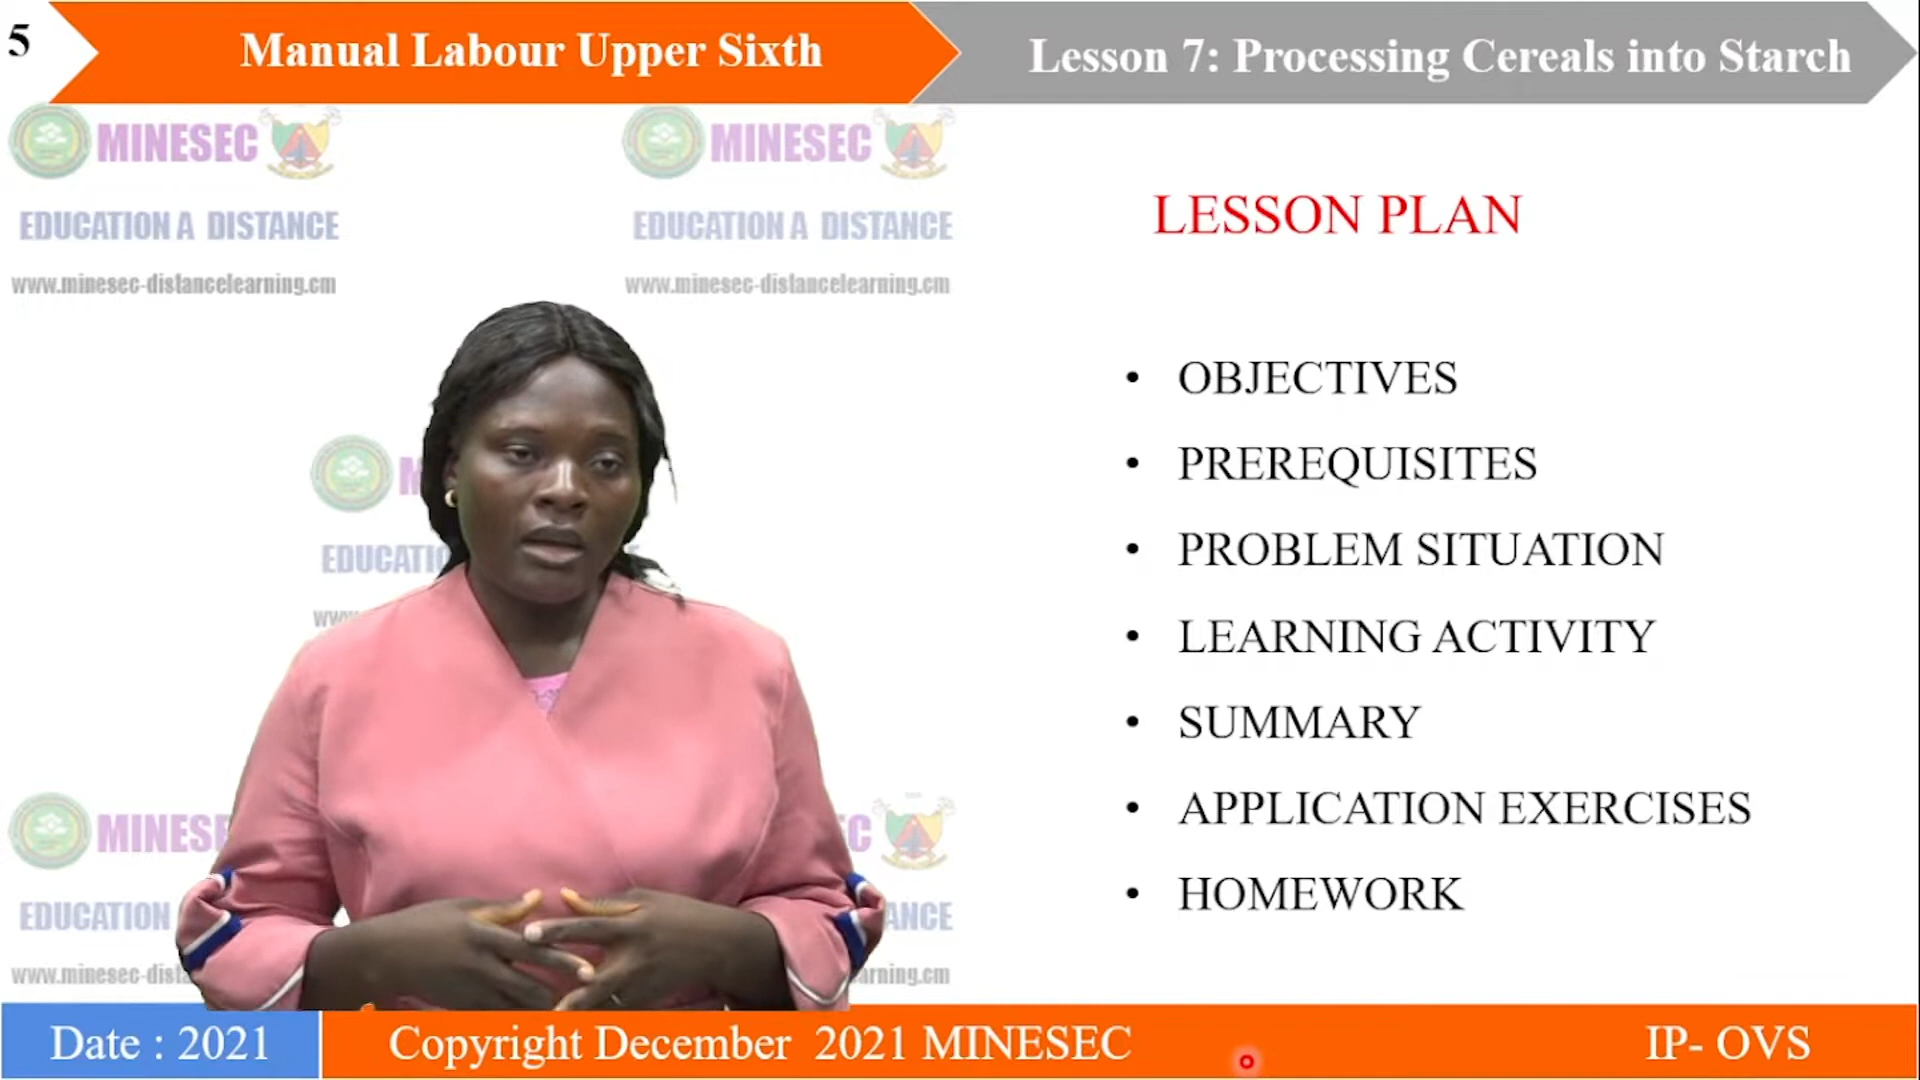 5
Manual Labour Upper Sixth
Lesson 7: Processing Cereals into Starch
MINESEC
MINESEC
EDUCATION A DISTANCE
EDUCATION A DISTANCE
www.minesec-distancelearning.cm
www.minesec-distancelearning.cm
LESSON PLAN
• OBJECTIVES
• PREREQUISITES
• PROBLEM SITUATION
• LEARNING ACTIVITY
• SUMMARY
• APPLICATION EXERCISES
• HOMEWORK
EDUCATION
Date : 2021
Copyright December 2021 MINESEC
IP- OVS